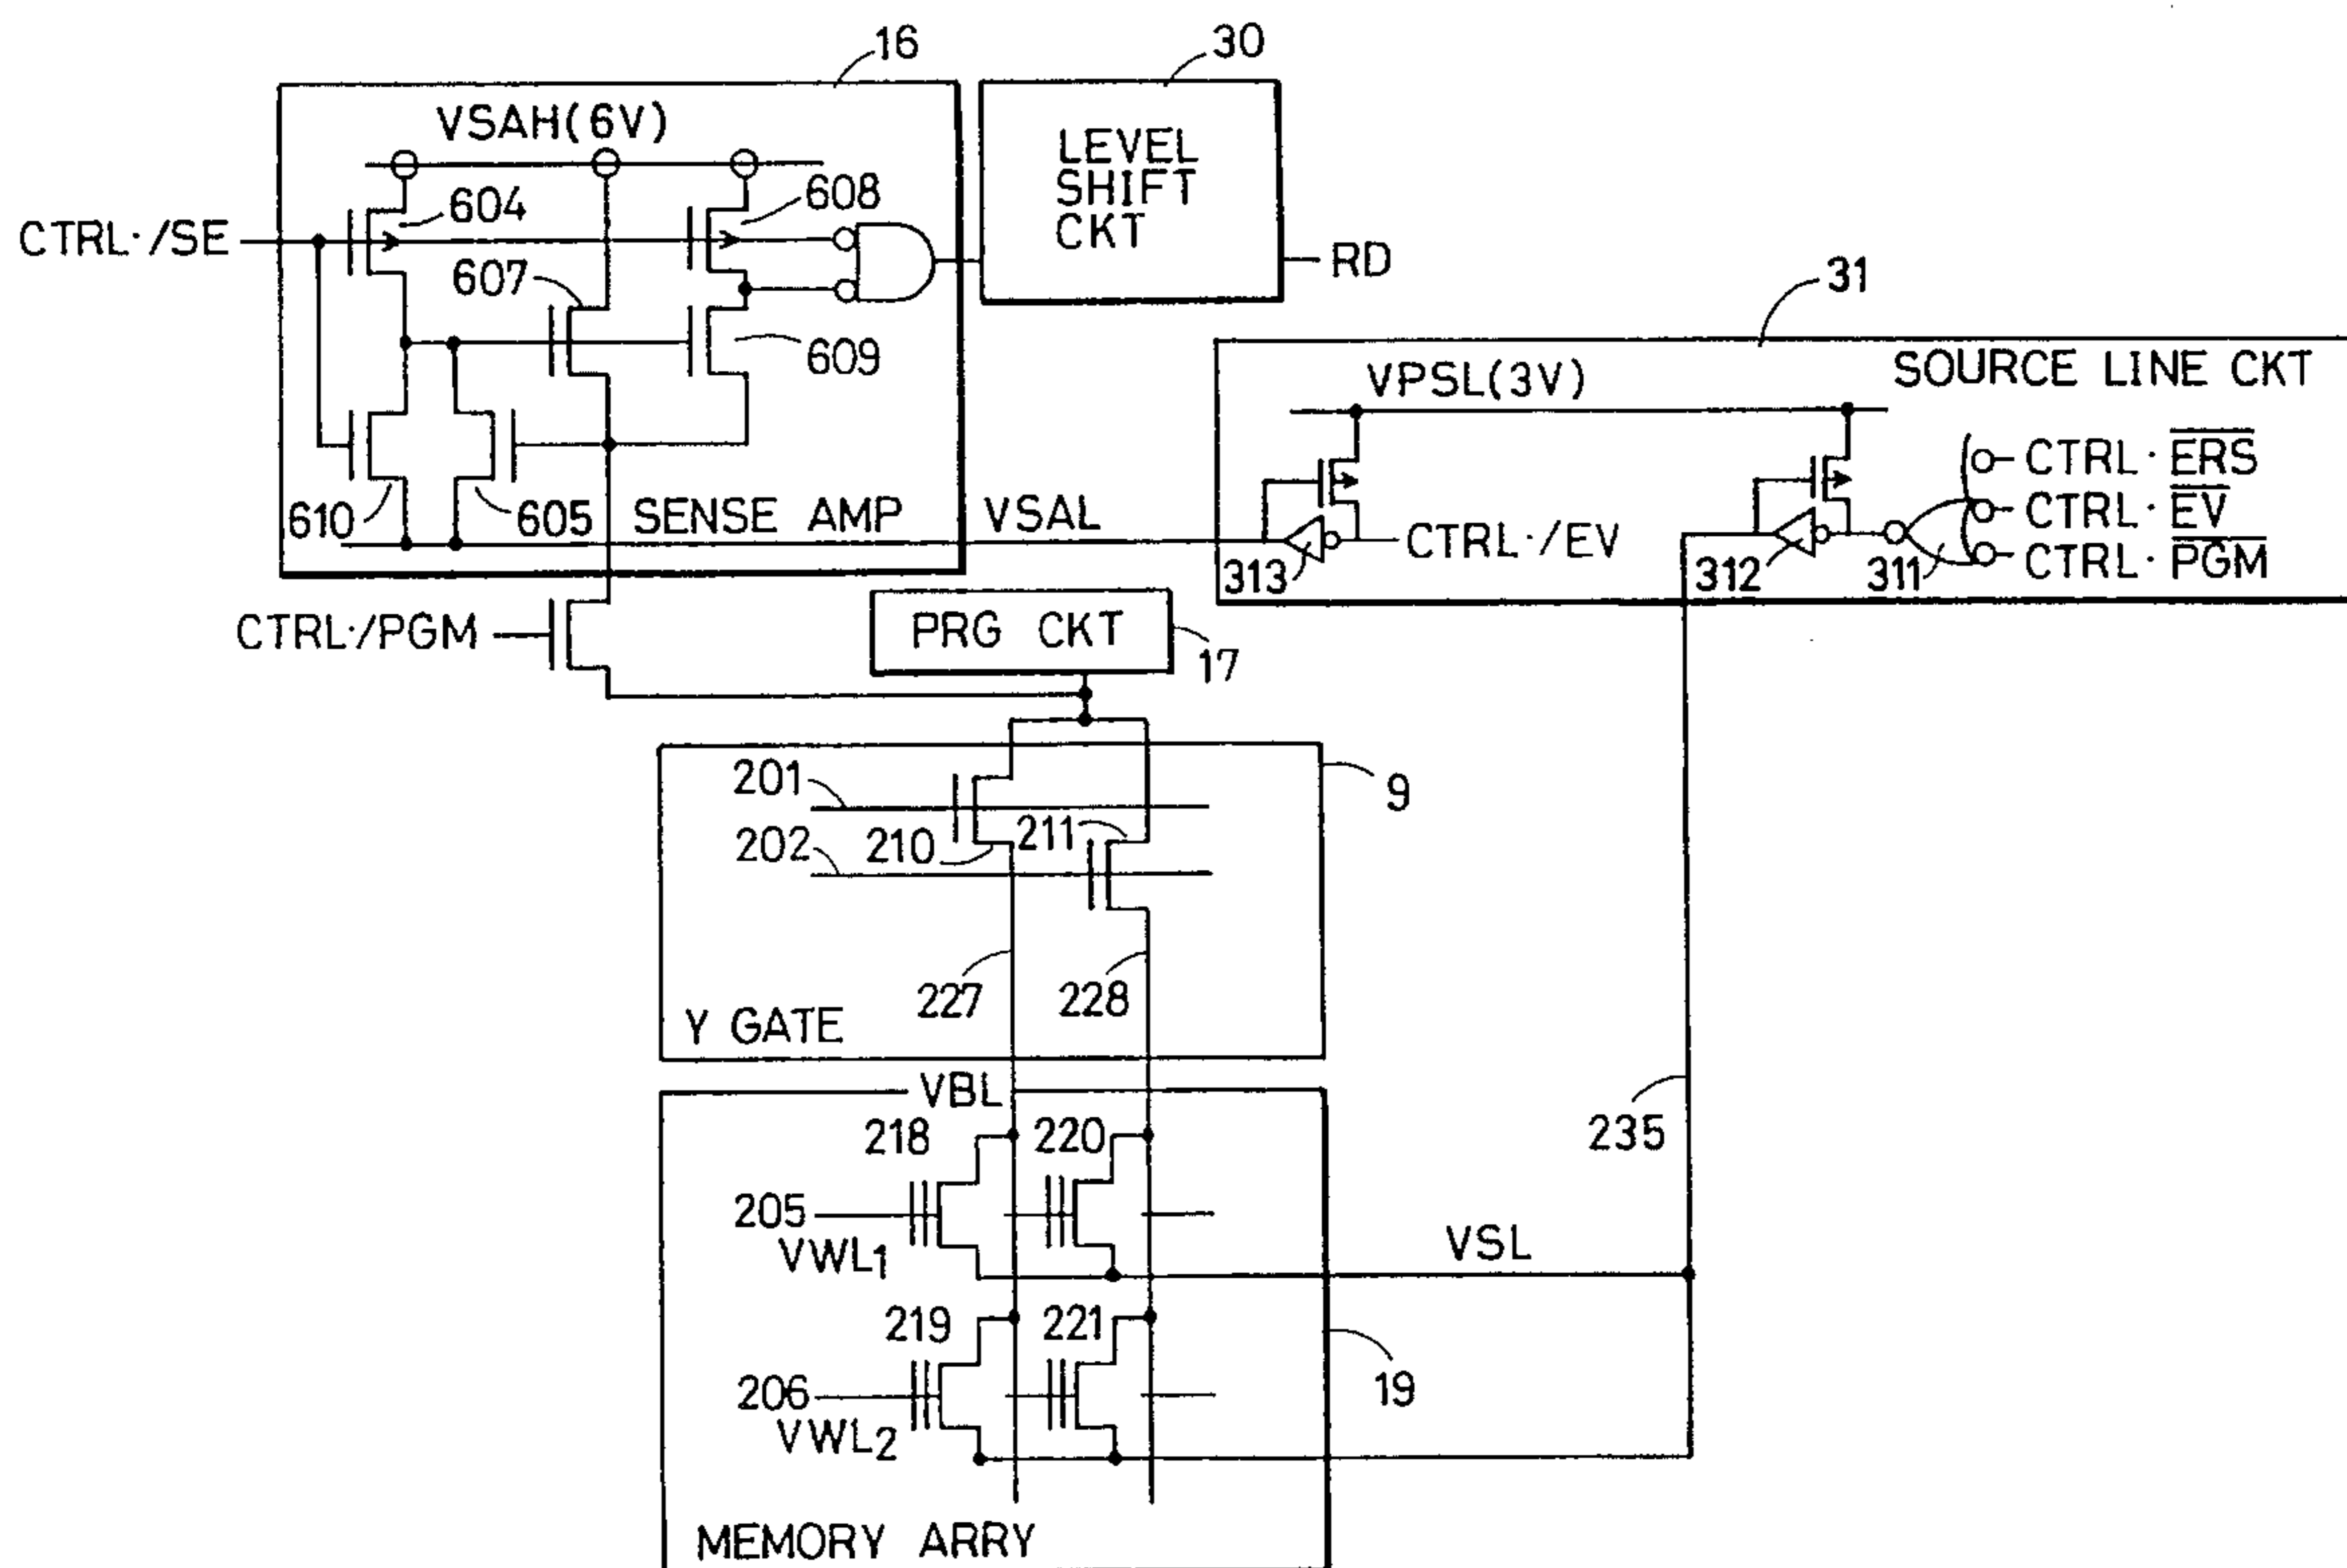 16
30
VSAH(6V)
LEVEL
SHIFT
CKT
604
608
CTRL·/SE
RD
607
31
609
VPSL(3V)
SOURCE LINE CKT
CTRL·ERS
610
605
SENSE AMP
VSAL
CTRL·/EV
CTRL·EV
313
312
311
CTRL·PGM
CTRL·/PGM
PRG CKT
17
201
9
202
210
211
227
228
Y GATE
VBL
218
220
235
205
VWL1
VSL
219
221
206
VWL2
19
MEMORY ARRY